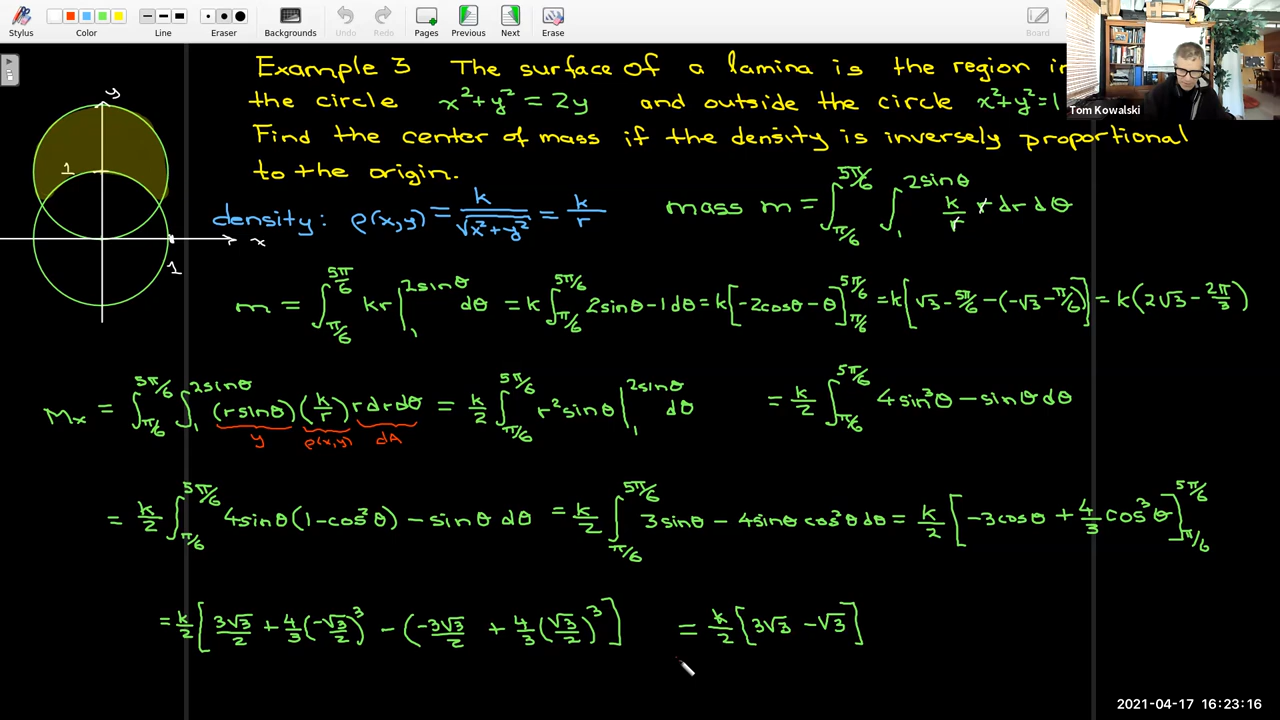 Styles Color Line Eraser Backgrounds Undo Redo Pages Previous Next Erase Board
Tom Kowalski
Example 3 The surface of a lamina is the region in
the circle x²+y² = 2y and outside the circle x²+y²=1
Find the center of mass if the density is inversely proportional
to the origin.
y
1
x
1
density: ρ(x,y) = k/√(x²+y²) = k/r
mass m = ∫_{π/6}^{5π/6} ∫_1^{2sinθ} k/r r dr dθ
m = ∫_{π/6}^{5π/6} kr |_1^{2sinθ} dθ = k ∫_{π/6}^{5π/6} 2sinθ - 1 dθ = k[-2cosθ - θ]_{π/6}^{5π/6} = k[√3 - 5π/6 - (-√3 - π/6)] = k(2√3 - 2π/3)
Mx = ∫_{π/6}^{5π/6} ∫_1^{2sinθ} (r sinθ)(k/r) r dr dθ = k/2 ∫_{π/6}^{5π/6} r² sinθ |_1^{2sinθ} dθ = k/2 ∫_{π/6}^{5π/6} 4sin³θ - sinθ dθ
y ρ(x,y) dA
= k/2 ∫_{π/6}^{5π/6} 4sinθ(1-cos²θ) - sinθ dθ = k/2 ∫_{π/6}^{5π/6} 3sinθ - 4sinθ cos²θ dθ = k/2 [-3cosθ + 4/3 cos³θ]_{π/6}^{5π/6}
= k/2 [3√3/2 + 4/3(-√3/2)³ - (-3√3/2 + 4/3(√3/2)³] = k/2 [3√3 - √3]
2021-04-17 16:23:16